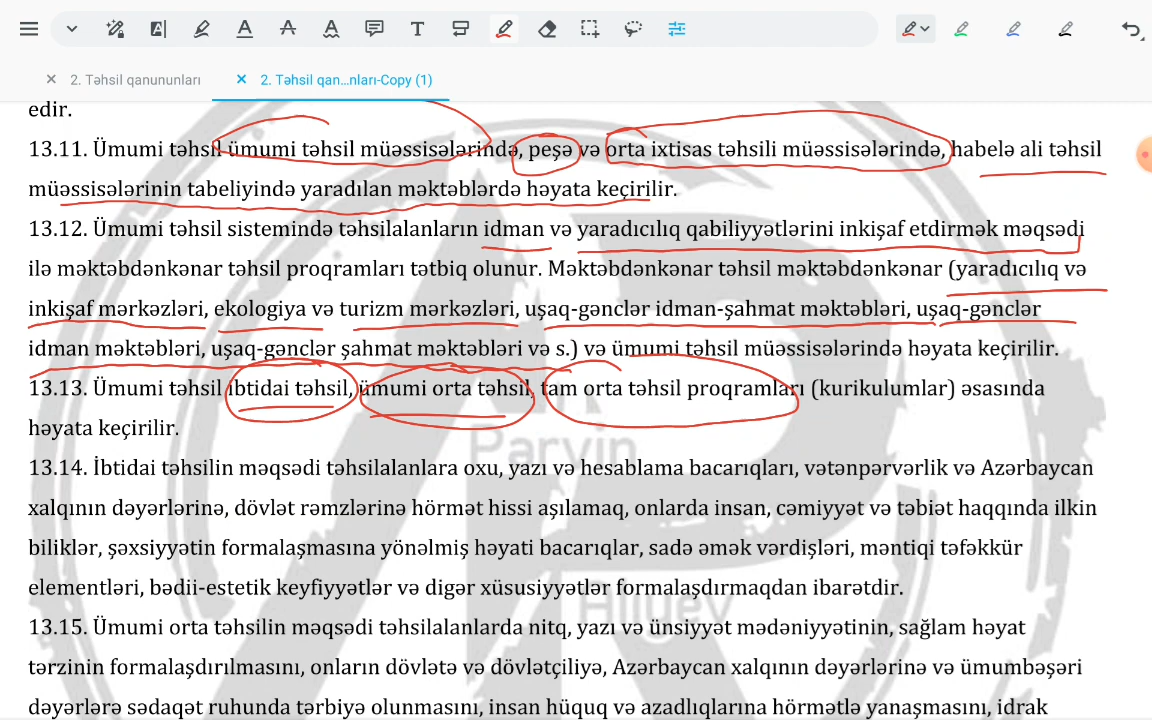 2. Təhsil qanununları
2. Təhsil qan...nları-Copy (1)
edir.
13.11. Ümumi təhsil ümumi təhsil müəssisələrində, peşə və orta ixtisas təhsili müəssisələrində, habelə ali təhsil
müəssisələrinin tabeliyində yaradılan məktəblərdə həyata keçirilir.
13.12. Ümumi təhsil sistemində təhsilalanların idman və yaradıcılıq qabiliyyətlərini inkişaf etdirmək məqsədi
ilə məktəbdənkənar təhsil proqramları tətbiq olunur. Məktəbdənkənar təhsil məktəbdənkənar (yaradıcılıq və
inkişaf mərkəzləri, ekologiya və turizm mərkəzləri, uşaq-gənclər idman-şahmat məktəbləri, uşaq-gənclər
idman məktəbləri, uşaq-gənclər şahmat məktəbləri və s.) və ümumi təhsil müəssisələrində həyata keçirilir.
13.13. Ümumi təhsil ibtidai təhsil, ümumi orta təhsil, tam orta təhsil proqramları (kurikulumlar) əsasında
həyata keçirilir.
Pərvin
13.14. İbtidai təhsilin məqsədi təhsilalanlara oxu, yazı və hesablama bacarıqları, vətənpərvərlik və Azərbaycan
xalqının dəyərlərinə, dövlət rəmzlərinə hörmət hissi aşılamaq, onlarda insan, cəmiyyət və təbiət haqqında ilkin
biliklər, şəxsiyyətin formalaşmasına yönəlmiş həyati bacarıqlar, sadə əmək vərdişləri, məntiqi təfəkkür
elementləri, bədii-estetik keyfiyyətlər və digər xüsusiyyətlər formalaşdırmaqdan ibarətdir.
13.15. Ümumi orta təhsilin məqsədi təhsilalanlarda nitq, yazı və ünsiyyət mədəniyyətinin, sağlam həyat
tərzinin formalaşdırılmasını, onların dövlətə və dövlətçiliyə, Azərbaycan xalqının dəyərlərinə və ümumbəşəri
dəyərlərə sədaqət ruhunda tərbiyə olunmasını, insan hüquq və azadlıqlarına hörmətlə yanaşmasını, idrak